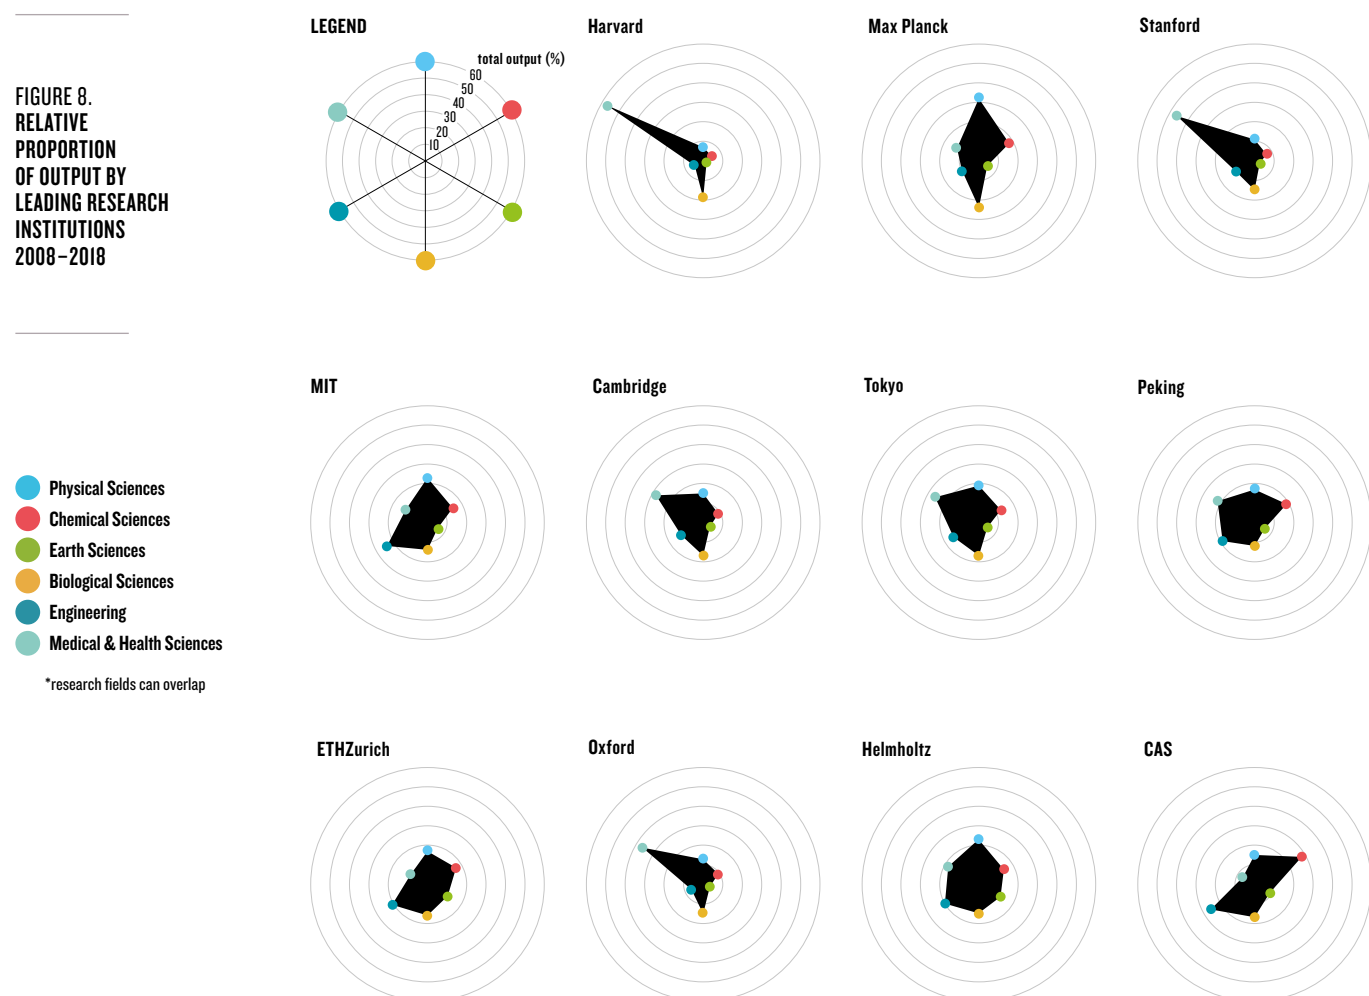 FIGURE 8.
RELATIVE
PROPORTION
OF OUTPUT BY
LEADING RESEARCH
INSTITUTIONS
2008–2018
LEGEND
total output (%)
60
50
40
30
20
10
Harvard
Max Planck
Stanford
MIT
Cambridge
Tokyo
Peking
Physical Sciences
Chemical Sciences
Earth Sciences
Biological Sciences
Engineering
Medical & Health Sciences
*research fields can overlap
ETHZurich
Oxford
Helmholtz
CAS